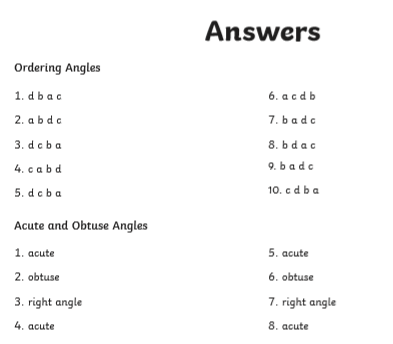 Answers
Ordering Angles
1. d b a c
2. a b d c
3. d c b a
4. c a b d
5. d c b a
6. a c d b
7. b a d c
8. b d a c
9. b a d c
10. c d b a
Acute and Obtuse Angles
1. acute
2. obtuse
3. right angle
4. acute
5. acute
6. obtuse
7. right angle
8. acute